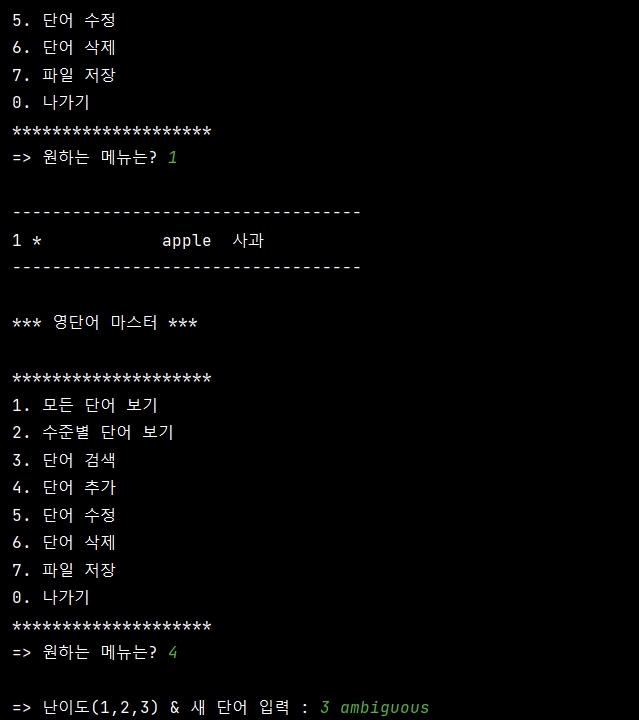 5. 단어 수정
6. 단어 삭제
7. 파일 저장
0. 나가기
********************
=> 원하는 메뉴는? 1
-----------------------------------
1 *            apple  사과
-----------------------------------
*** 영단어 마스터 ***
********************
1. 모든 단어 보기
2. 수준별 단어 보기
3. 단어 검색
4. 단어 추가
5. 단어 수정
6. 단어 삭제
7. 파일 저장
0. 나가기
********************
=> 원하는 메뉴는? 4
=> 난이도(1,2,3) & 새 단어 입력 : 3 ambiguous